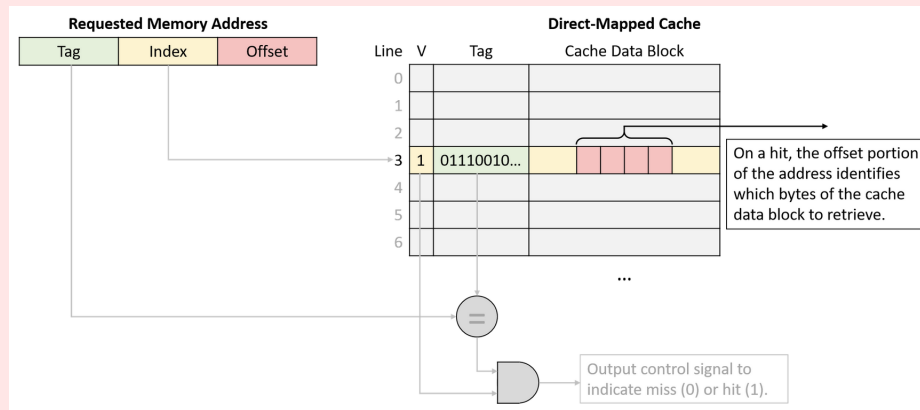 Requested Memory Address
Direct-Mapped Cache
Tag Index Offset
Line V Tag Cache Data Block
0
1
2
3 1 01110010...
4
5
6
...
On a hit, the offset portion
of the address identifies
which bytes of the cache
data block to retrieve.
=
Output control signal to
indicate miss (0) or hit (1).